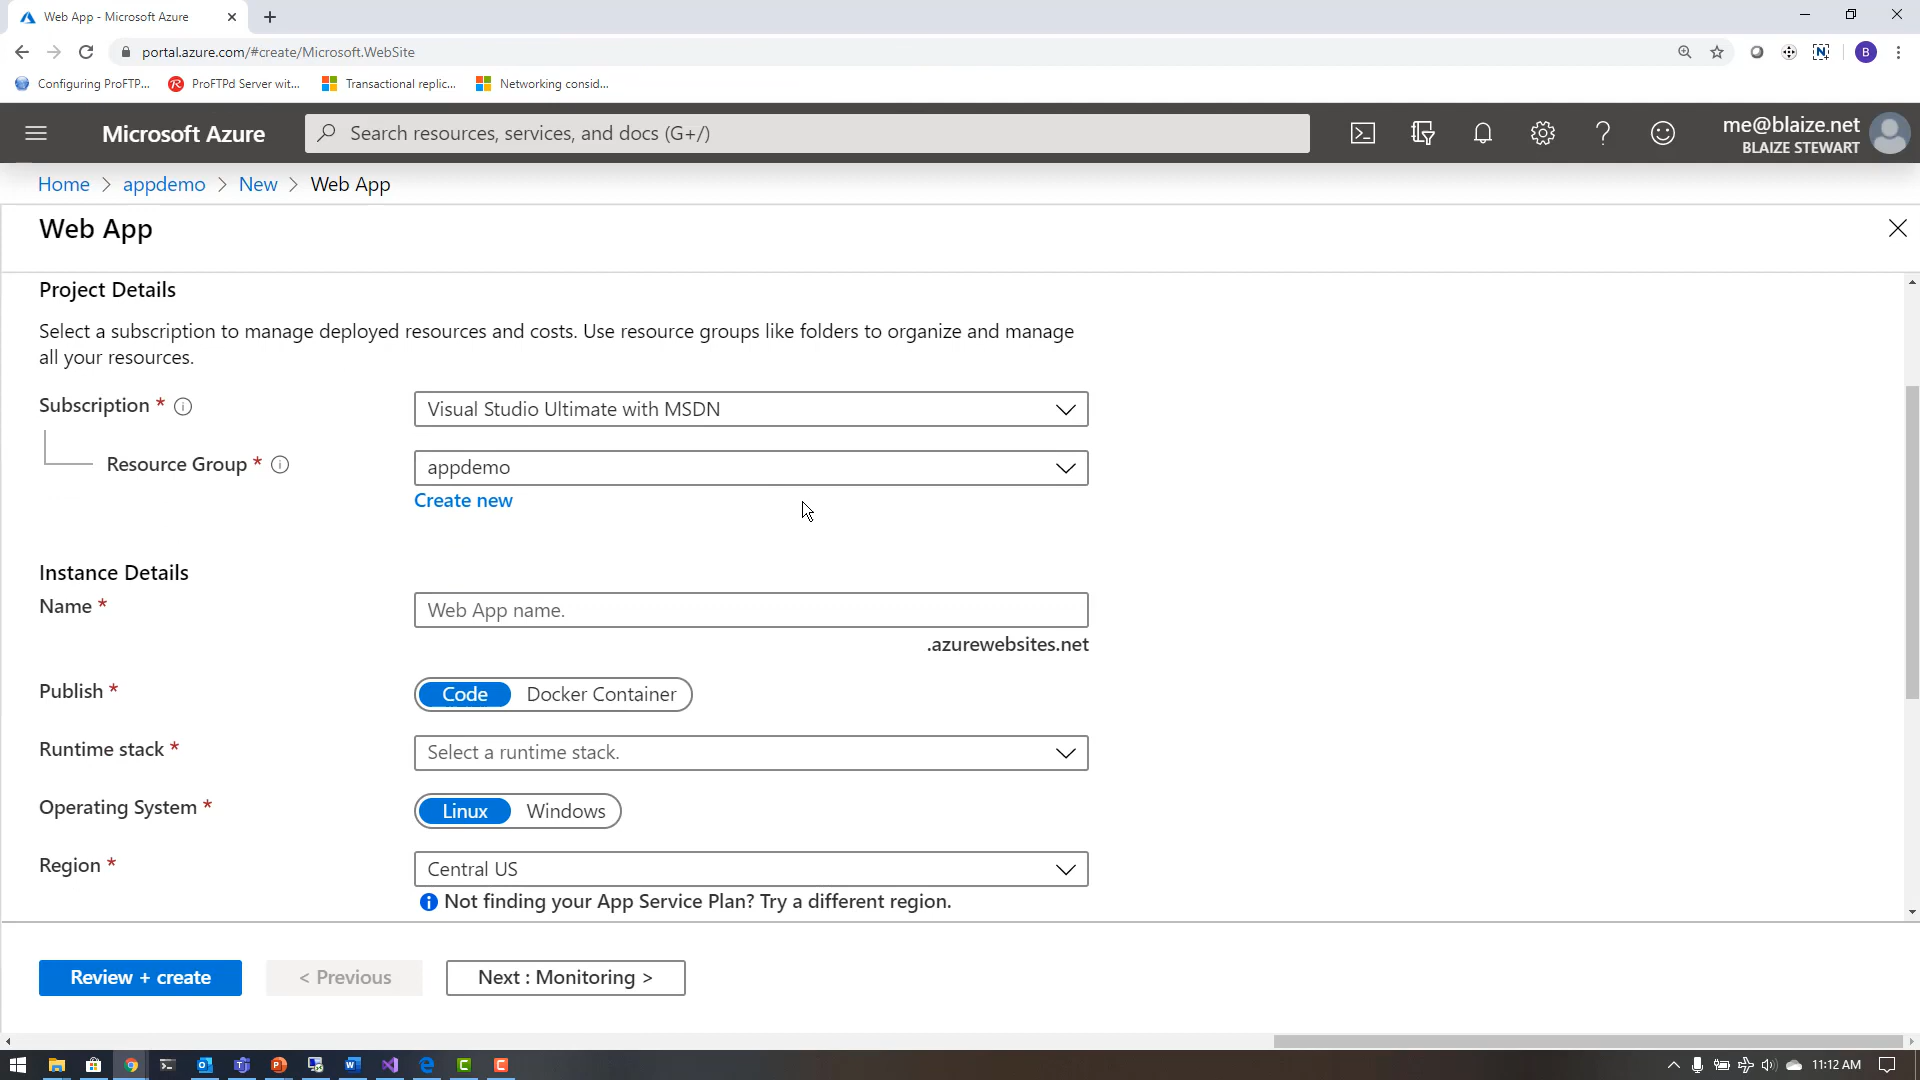 Web App - Microsoft Azure
portal.azure.com/#create/Microsoft.WebSite
B
Configuring ProFTP...
ProFTPd Server wit...
Transactional replic...
Networking consid...
Microsoft Azure
Search resources, services, and docs (G+/)
me@blaize.net
BLAIZE STEWART
Home > appdemo > New > Web App
Web App
Project Details
Select a subscription to manage deployed resources and costs. Use resource groups like folders to organize and manage
all your resources.
Subscription *
Visual Studio Ultimate with MSDN
Resource Group *
appdemo
Create new
Instance Details
Name *
Web App name.
.azurewebsites.net
Publish *
Code
Docker Container
Runtime stack *
Select a runtime stack.
Operating System *
Linux
Windows
Region *
Central US
Not finding your App Service Plan? Try a different region.
Review + create
< Previous
Next : Monitoring >
11:12 AM